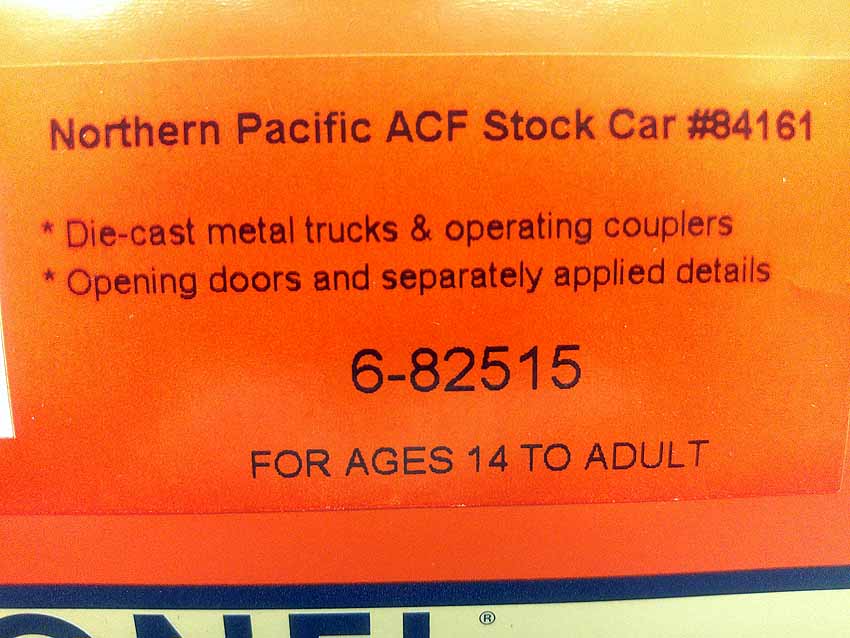 Northern Pacific ACF Stock Car #84161
* Die-cast metal trucks & operating couplers
* Opening doors and separately applied details
6-82515
FOR AGES 14 TO ADULT